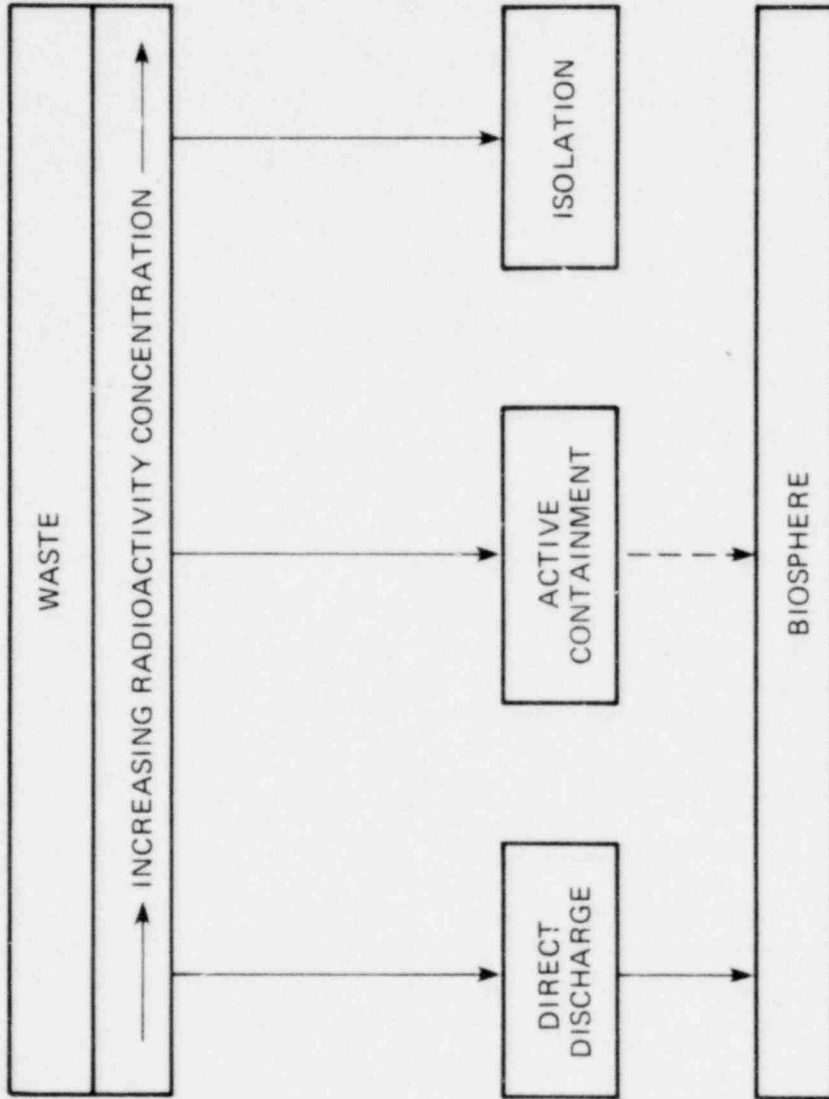 WASTE
INCREASING RADIOACTIVITY CONCENTRATION
DIRECT
DISCHARGE
ACTIVE
CONTAINMENT
ISOLATION
BIOSPHERE